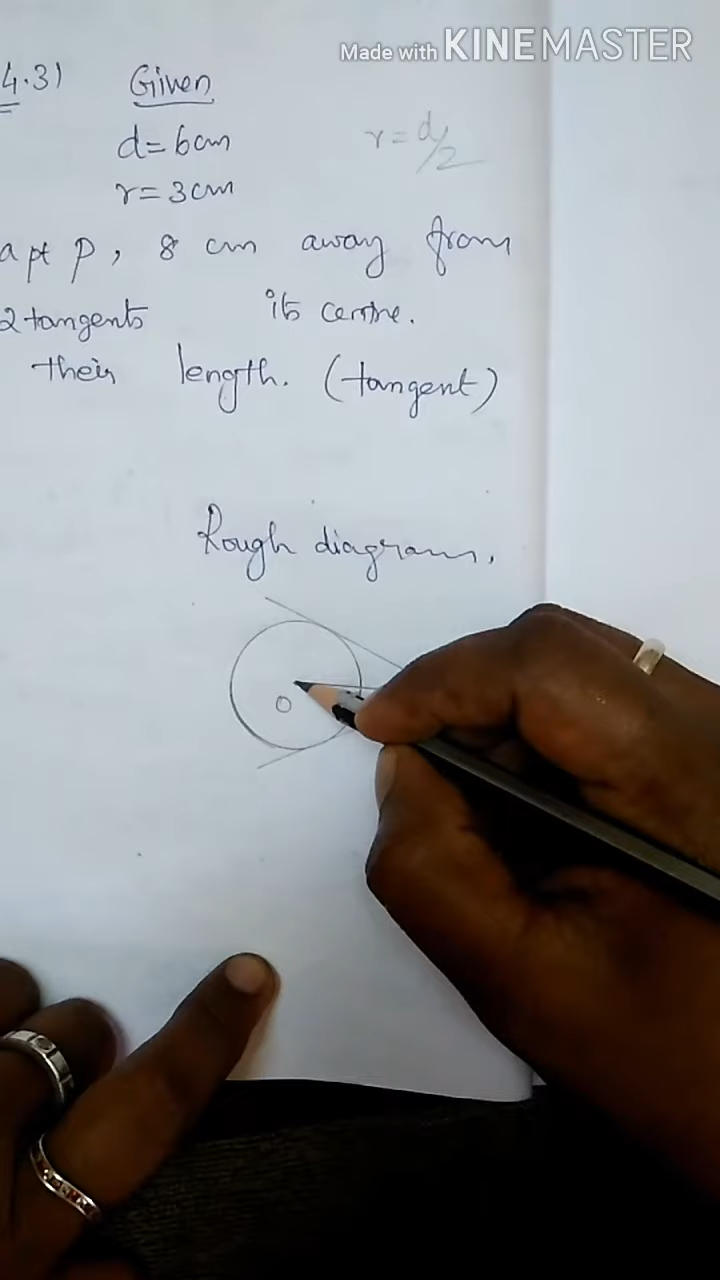 Made with KINEMASTER
4.31 Given
d=6cm r=d/2
r=3cm
a pt P, 8 cm away from
2 tangents its centre.
their length. (tangent)
Rough diagram.
O